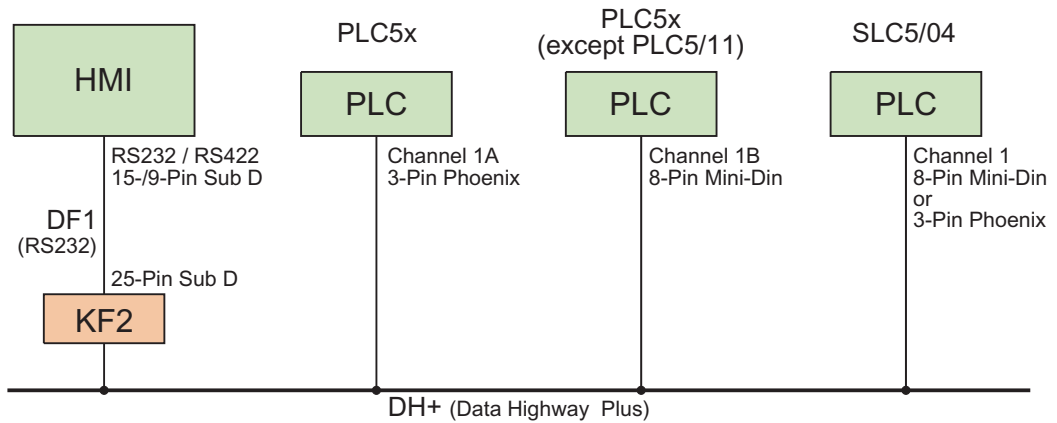 HMI
RS232 / RS422
15-/9-Pin Sub D
DF1
(RS232)
25-Pin Sub D
KF2
PLC5x
PLC
Channel 1A
3-Pin Phoenix
PLC5x
(except PLC5/11)
PLC
Channel 1B
8-Pin Mini-Din
SLC5/04
PLC
Channel 1
8-Pin Mini-Din
or
3-Pin Phoenix
DH+ (Data Highway Plus)